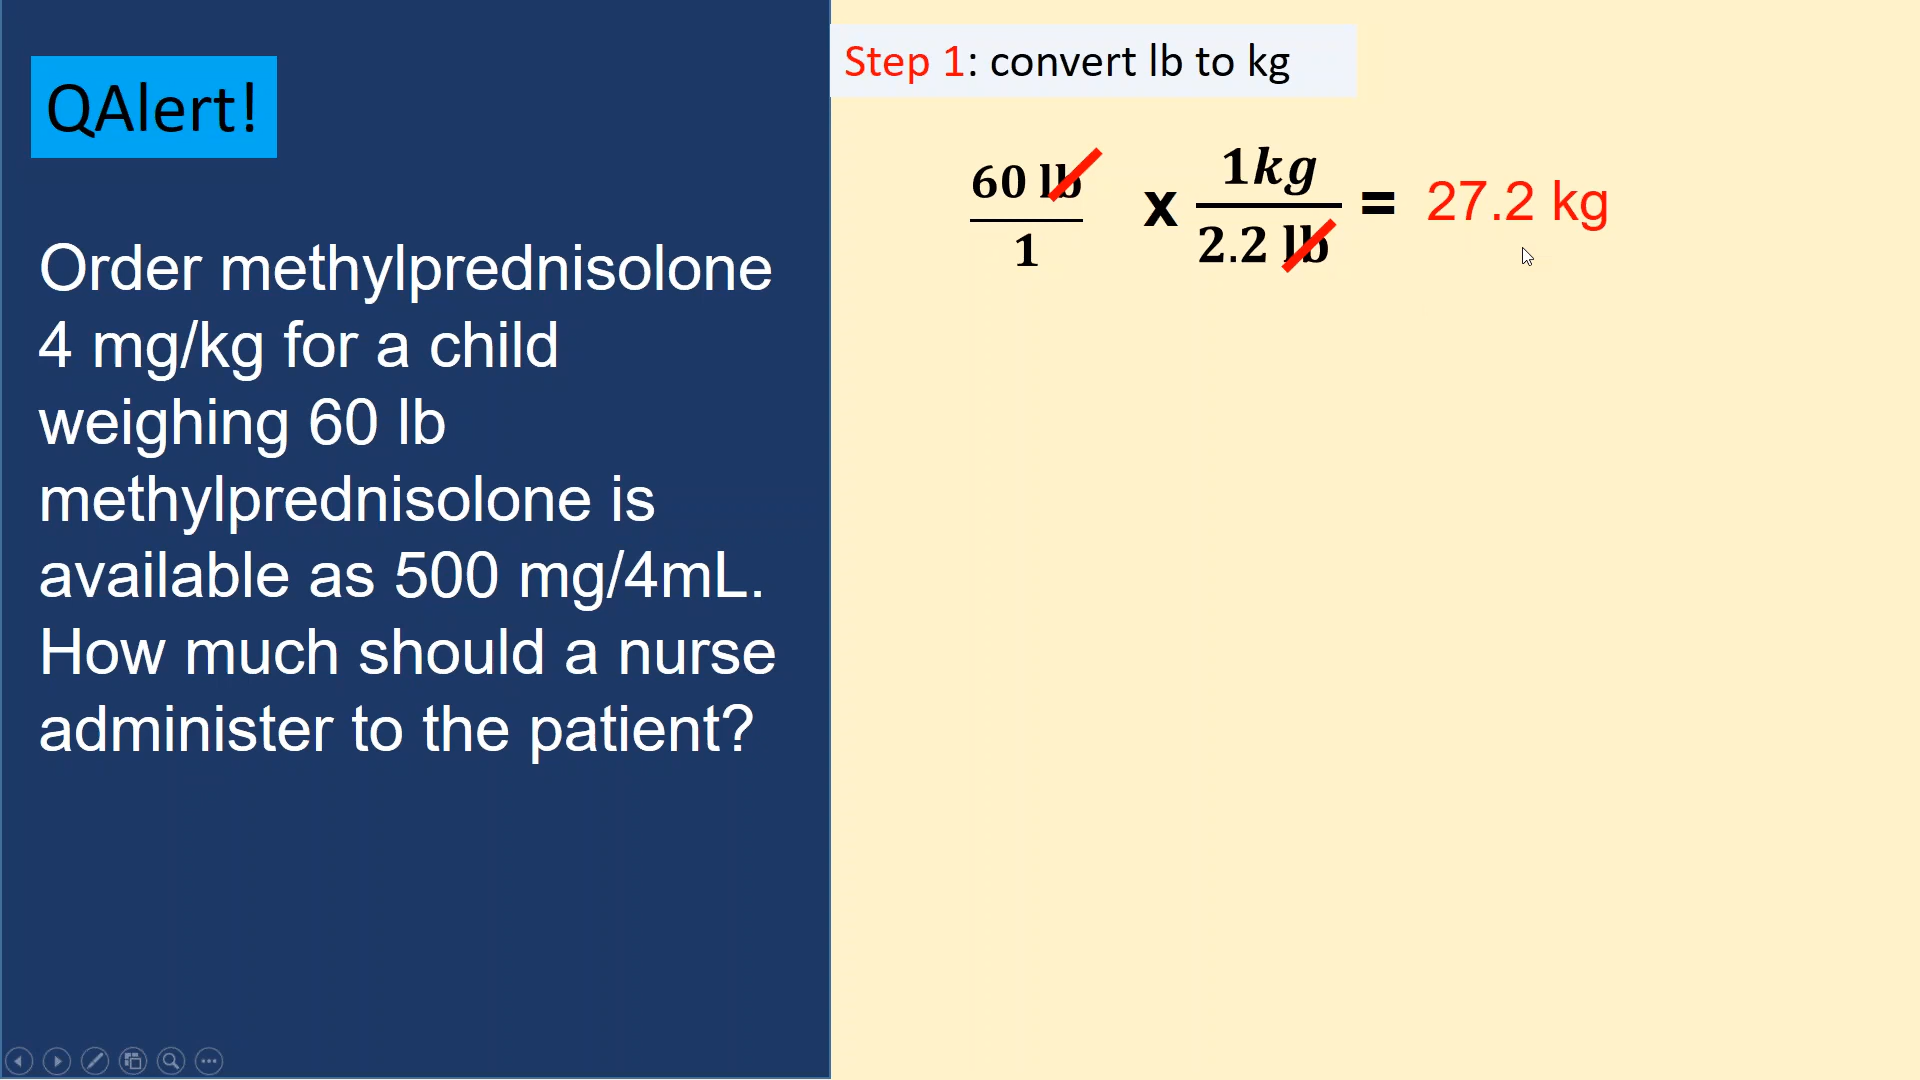 QAlert!
Order methylprednisolone
4 mg/kg for a child
weighing 60 lb
methylprednisolone is
available as 500 mg/4mL.
How much should a nurse
administer to the patient?
Step 1: convert lb to kg
60 lb
1
x
1kg
2.2 lb
= 27.2 kg